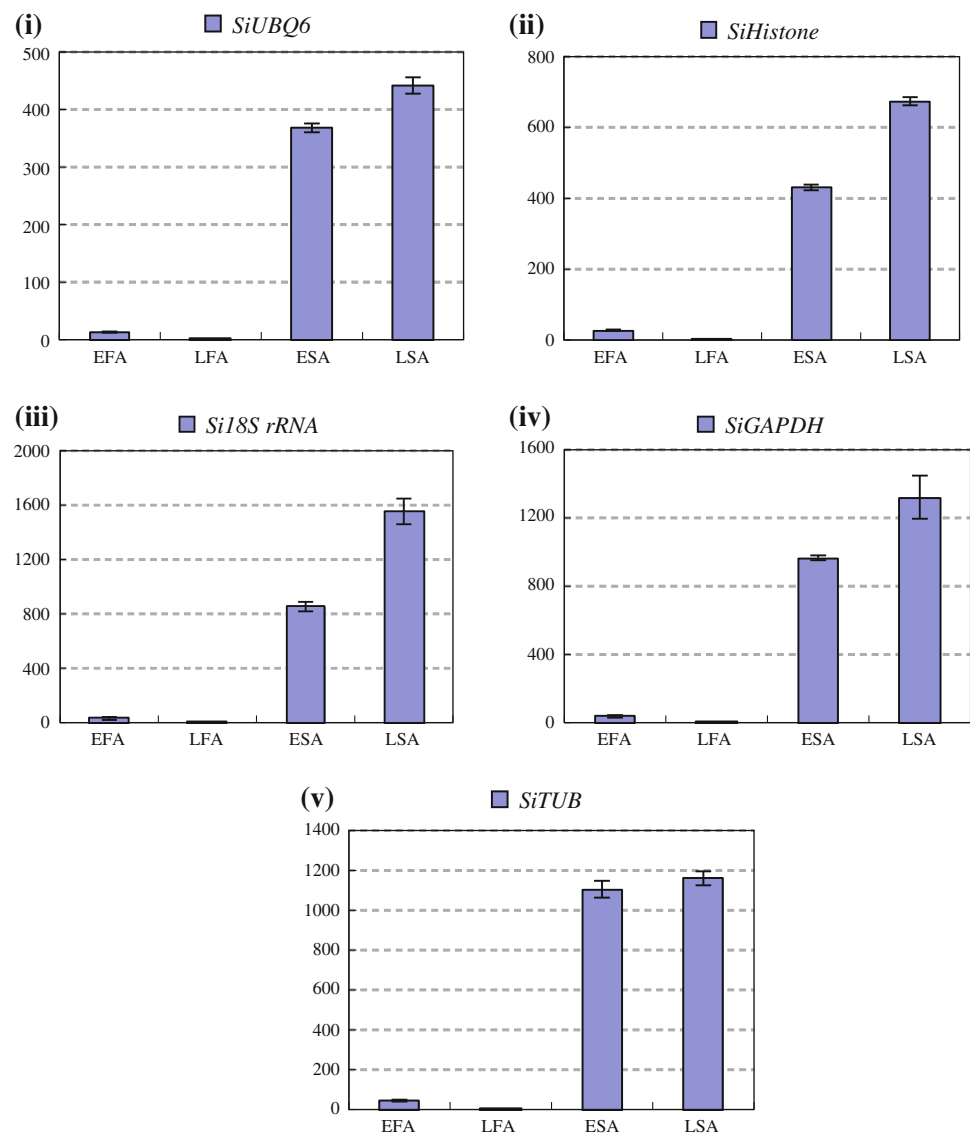 (i)
SiUBQ6
500
400
300
200
100
0
EFA LFA ESA LSA
(ii)
SiHistone
800
600
400
200
0
EFA LFA ESA LSA
(iii)
Si18S rRNA
2000
1600
1200
800
400
0
EFA LFA ESA LSA
(iv)
SiGAPDH
1600
1200
800
400
0
EFA LFA ESA LSA
(v)
SiTUB
1400
1200
1000
800
600
400
200
0
EFA LFA ESA LSA